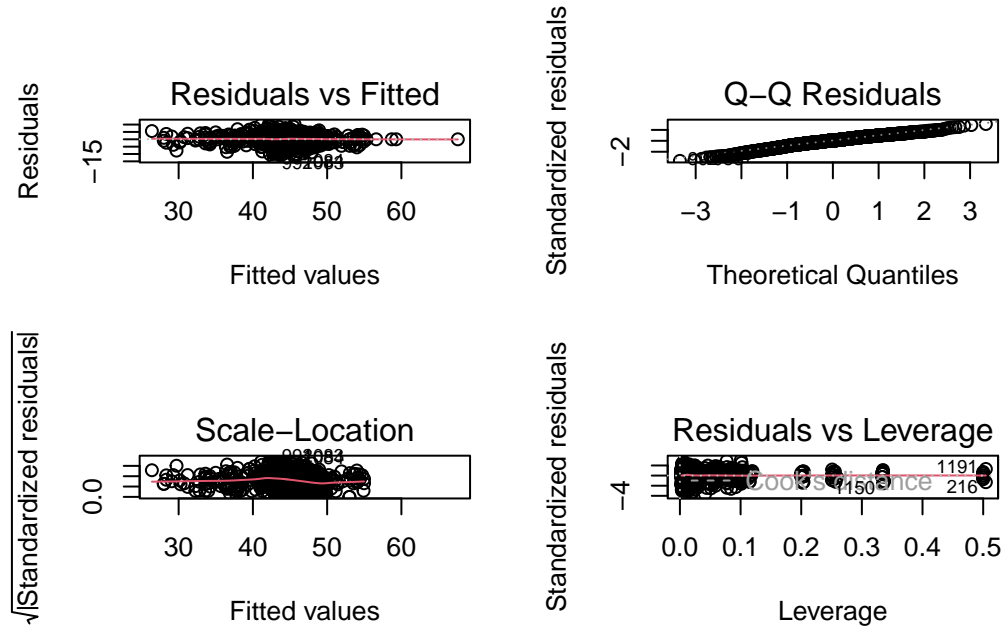 Residuals vs Fitted
Residuals
−15
30 40 50 60
Fitted values
Q−Q Residuals
Standardized residuals
−2
−3 −1 0 1 2 3
Theoretical Quantiles
Scale−Location
√|Standardized residuals|
0.0
30 40 50 60
Fitted values
Residuals vs Leverage
Standardized residuals
−4
1191
Cook's distance
1150
216
0.0 0.1 0.2 0.3 0.4 0.5
Leverage